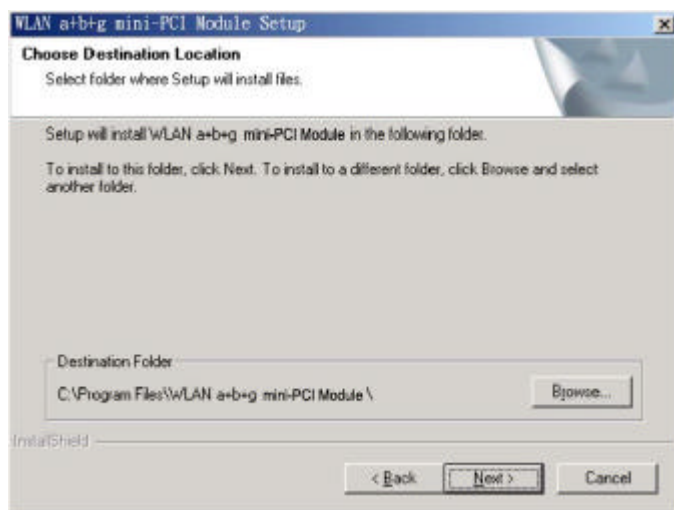 WLAN a+b+g mini-PCI Module Setup
Choose Destination Location
Select folder where Setup will install files.
Setup will install WLAN a+b+g mini-PCI Module in the following folder.
To install to this folder, click Next. To install to a different folder, click Browse and select
another folder.
Destination Folder
C:\Program Files\WLAN a+b+g mini-PCI Module \
Browse...
InstallShield
< Back
Next >
Cancel